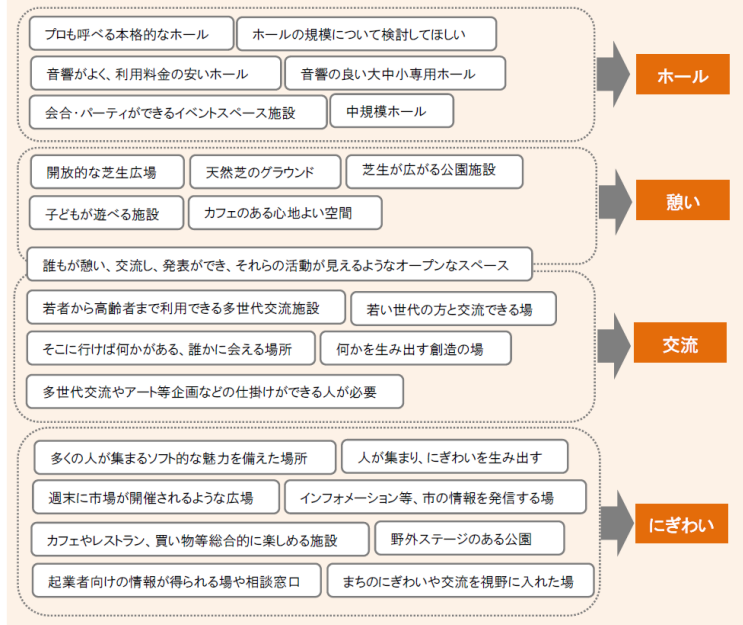 プロも呼べる本格的なホール
ホールの規模について検討してほしい
音響がよく、利用料金の安いホール
音響の良い大中小専用ホール
会合・パーティができるイベントスペース施設
中規模ホール
ホール
開放的な芝生広場
天然芝のグラウンド
芝生が広がる公園施設
子どもが遊べる施設
カフェのある心地よい空間
憩い
誰もが憩い、交流し、発表ができ、それらの活動が見えるようなオープンなスペース
若者から高齢者まで利用できる多世代交流施設
若い世代の方と交流できる場
そこに行けば何かがある、誰かに会える場所
何かを生み出す創造の場
多世代交流やアート等企画などの仕掛けができる人が必要
交流
多くの人が集まるソフト的な魅力を備えた場所
人が集まり、にぎわいを生み出す
週末に市場が開催されるような広場
インフォメーション等、市の情報を発信する場
カフェやレストラン、買い物等総合的に楽しめる施設
野外ステージのある公園
起業者向けの情報が得られる場や相談窓口
まちのにぎわいや交流を視野に入れた場
にぎわい